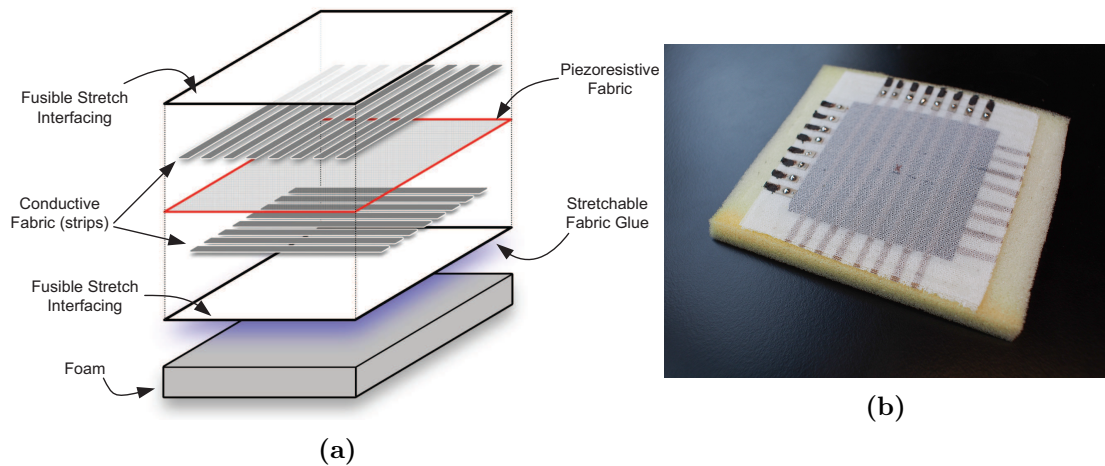 Fusible Stretch
Interfacing
Piezoresistive
Fabric
Conductive
Fabric (strips)
Stretchable
Fabric Glue
Fusible Stretch
Interfacing
Foam
(a)
(b)